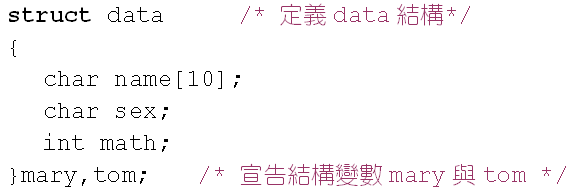 struct data /* 定義 data 結構*/
{
char name[10];
char sex;
int math;
}mary,tom; /* 宣告結構變數 mary 與 tom */